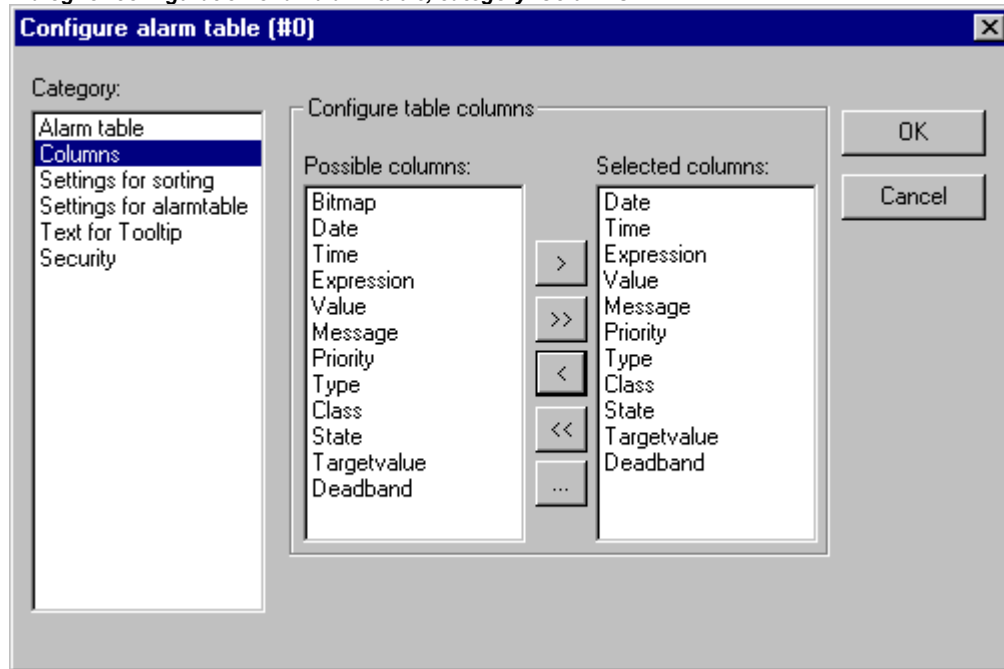 Configure alarm table (#0)
Category:
Alarm table
Columns
Settings for sorting
Settings for alarmtable
Text for Tooltip
Security
Configure table columns
Possible columns:
Bitmap
Date
Time
Expression
Value
Message
Priority
Type
Class
State
Targetvalue
Deadband
>
>>
<
<<
...
Selected columns:
Date
Time
Expression
Value
Message
Priority
Type
Class
State
Targetvalue
Deadband
OK
Cancel